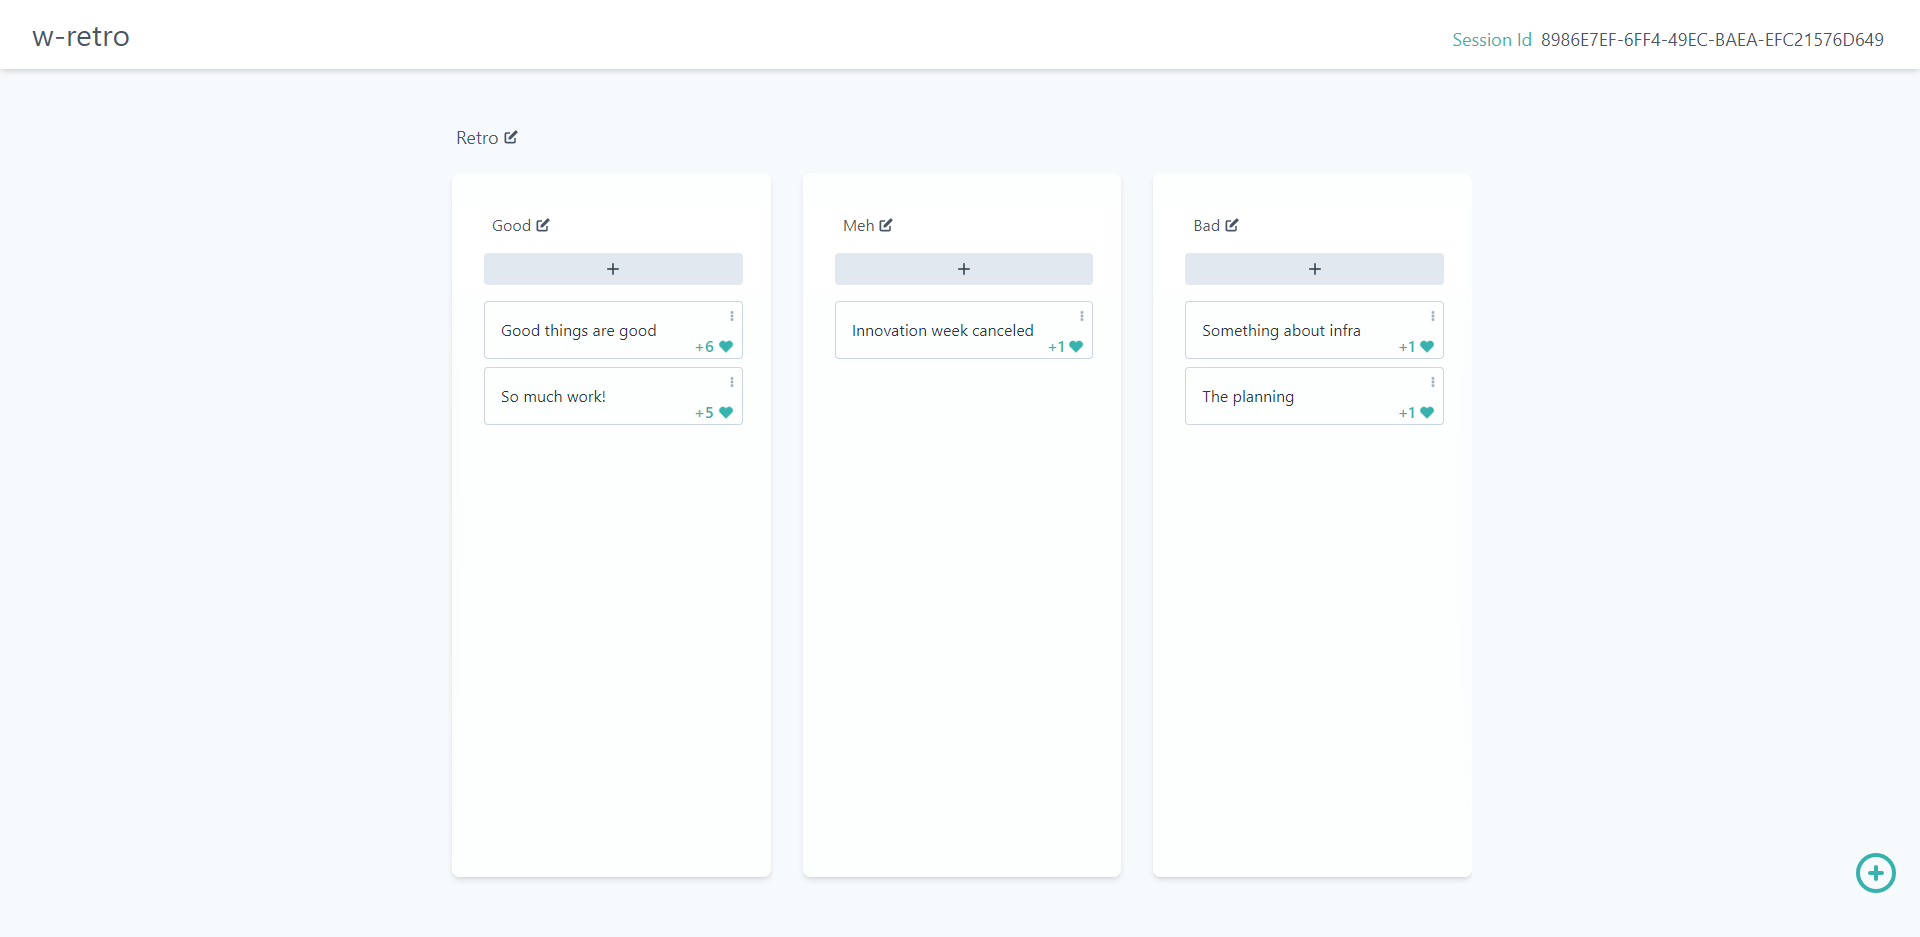 w-retro
Session Id 8986E7EF-6FF4-49EC-BAEA-EFC21576D649
Retro
Good
+
Good things are good
+6
So much work!
+5
Meh
+
Innovation week canceled
+1
Bad
+
Something about infra
+1
The planning
+1